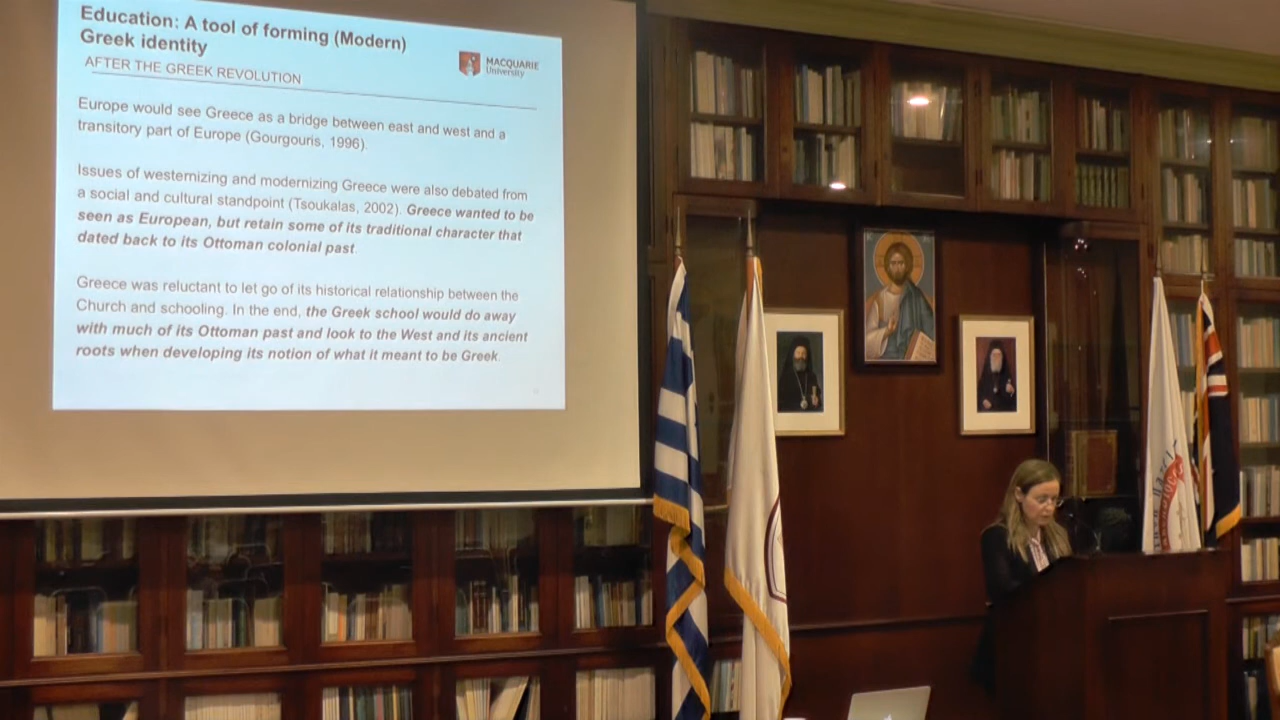 Education: A tool of forming (Modern)
Greek identity
AFTER THE GREEK REVOLUTION
MACQUARIE
University
Europe would see Greece as a bridge between east and west and a
transitory part of Europe (Gourgouris, 1996).
Issues of westernizing and modernizing Greece were also debated from
a social and cultural standpoint (Tsoukalas, 2002). Greece wanted to be
seen as European, but retain some of its traditional character that
dated back to its Ottoman colonial past.
Greece was reluctant to let go of its historical relationship between the
Church and schooling. In the end, the Greek school would do away
with much of its Ottoman past and look to the West and its ancient
roots when developing its notion of what it meant to be Greek.